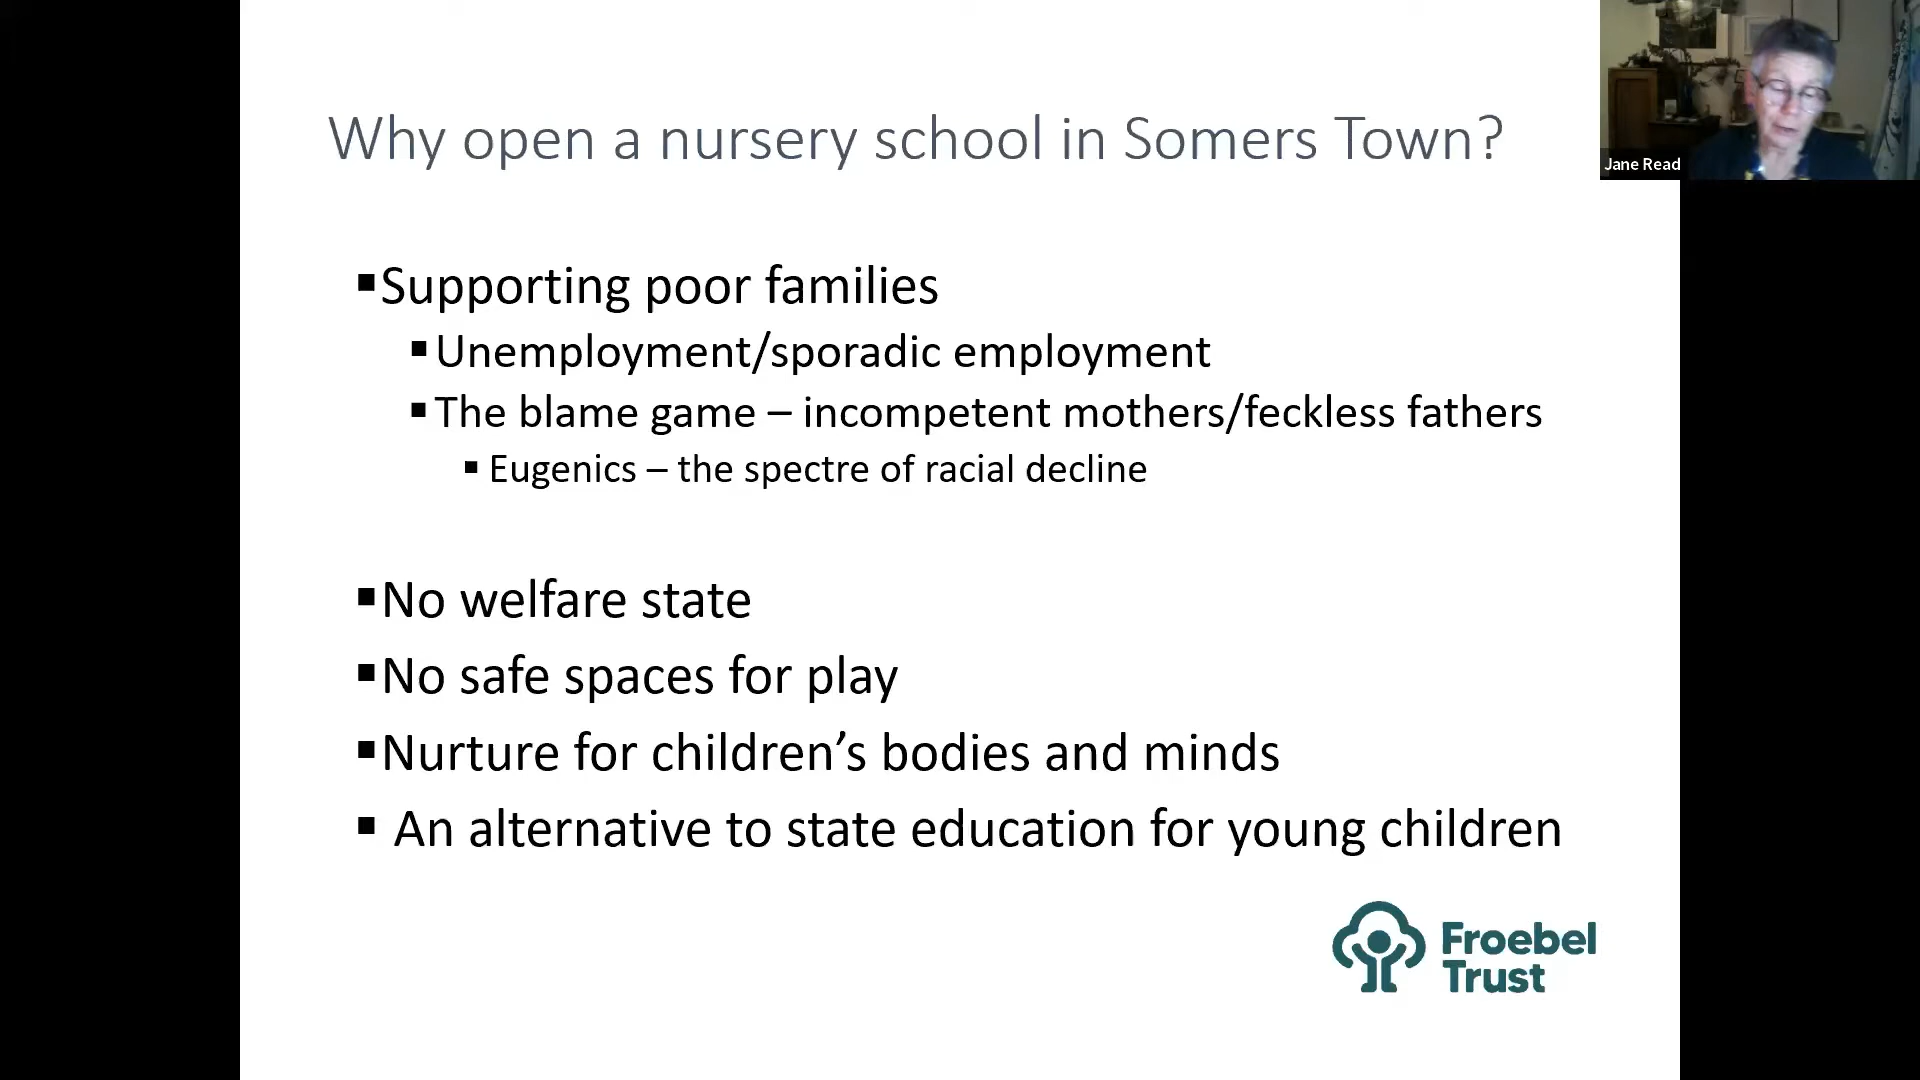 Why open a nursery school in Somers Town?
Jane Read
▪Supporting poor families
▪Unemployment/sporadic employment
▪The blame game – incompetent mothers/feckless fathers
▪Eugenics – the spectre of racial decline
▪No welfare state
▪No safe spaces for play
▪Nurture for children’s bodies and minds
▪ An alternative to state education for young children
Froebel
Trust